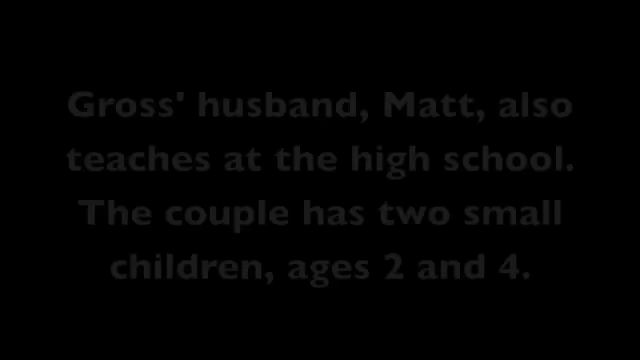 Gross' husband, Matt, also
teaches at the high school.
The couple has two small
children, ages 2 and 4.